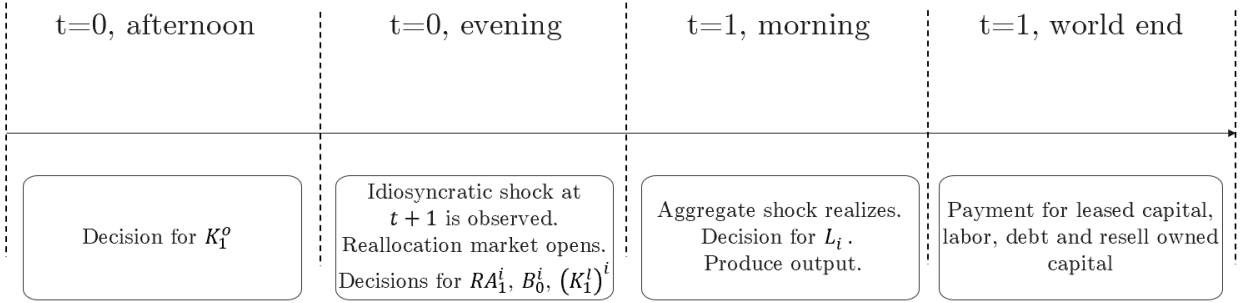 t=0, afternoon
t=0, evening
t=1, morning
t=1, world end
Decision for $K_1^o$
Idiosyncratic shock at
$t+1$ is observed.
Reallocation market opens.
Decisions for $RA_1^i$, $B_0^i$, $(K_1^l)^i$
Aggregate shock realizes.
Decision for $L_i$.
Produce output.
Payment for leased capital,
labor, debt and resell owned
capital